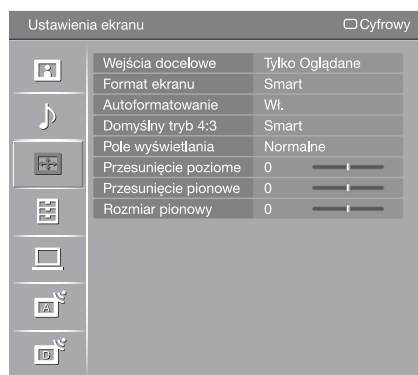 Ustawienia ekranu Cyfrowy
Wejścia docelowe Tylko Oglądane
Format ekranu Smart
Autoformatowanie Wł.
Domyślny tryb 4:3 Smart
Pole wyświetlania Normalne
Przesunięcie poziome 0
Przesunięcie pionowe 0
Rozmiar pionowy 0
A
D